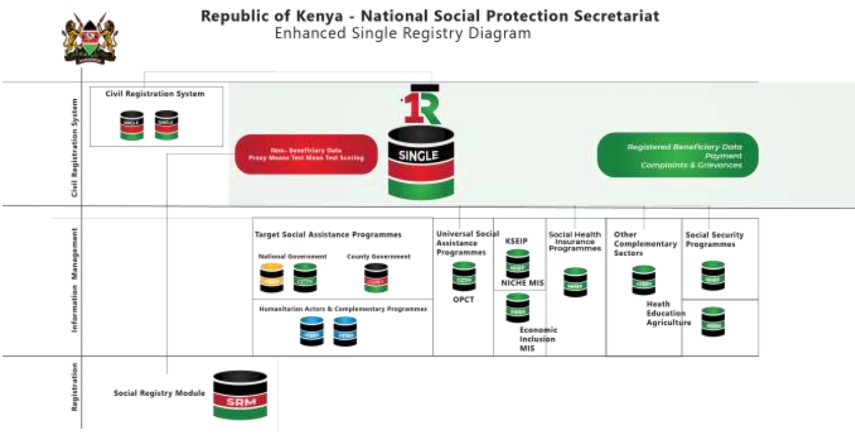 Republic of Kenya - National Social Protection Secretariat
Enhanced Single Registry Diagram
Civil Registration System
Civil Registration System
SINGLE
SINGLE
1R
SINGLE
Non- Beneficiary Data
Proxy Means Test Mean Test Scoring
Registered Beneficiary Data
Payment
Complaints & Grievances
Information Management
Target Social Assistance Programmes
National Government
County Government
Humanitarian Actors & Complementary Programmes
Universal Social
Assistance
Programmes
OPCT
KSEIP
NICHE MIS
Economic
Inclusion
MIS
Social Health
Insurance
Programmes
Other
Complementary
Sectors
Heath
Education
Agriculture
Social Security
Programmes
Registration
Social Registry Module
SRM